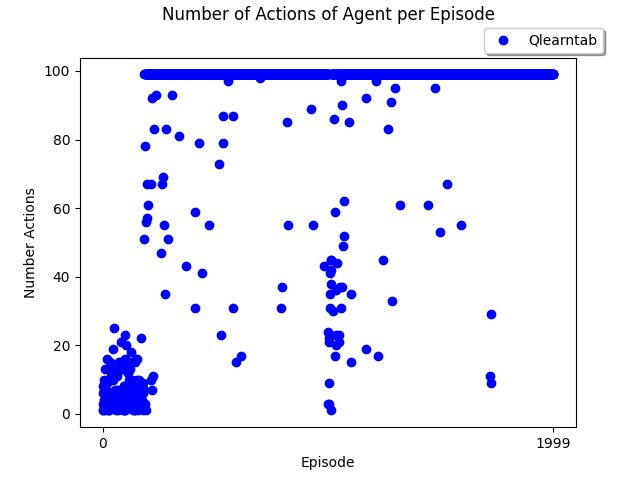 Number of Actions of Agent per Episode
Qlearntab
100
80
60
40
20
0
Number Actions
0 1999
Episode